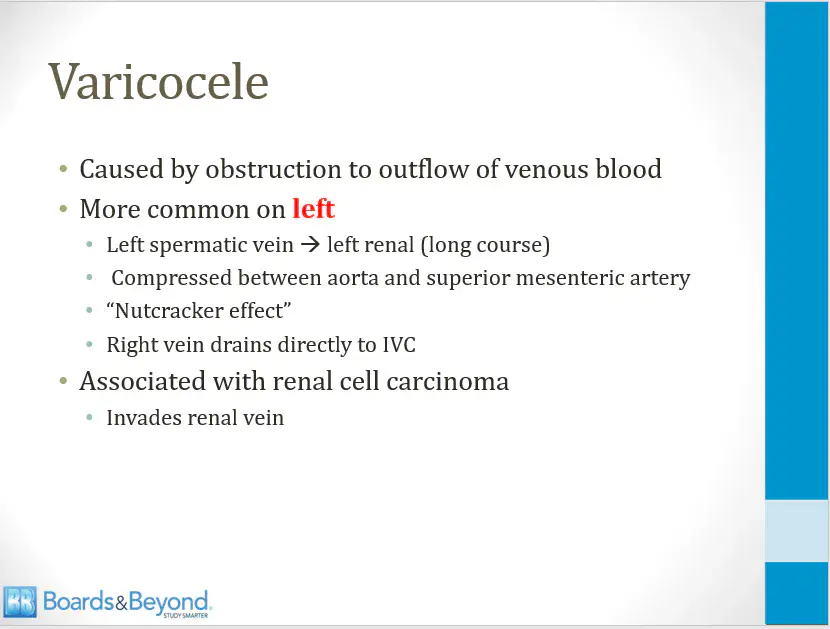 Varicocele
• Caused by obstruction to outflow of venous blood
• More common on left
• Left spermatic vein → left renal (long course)
• Compressed between aorta and superior mesenteric artery
• “Nutcracker effect”
• Right vein drains directly to IVC
• Associated with renal cell carcinoma
• Invades renal vein
BB Boards&Beyond.
STUDY SMARTER